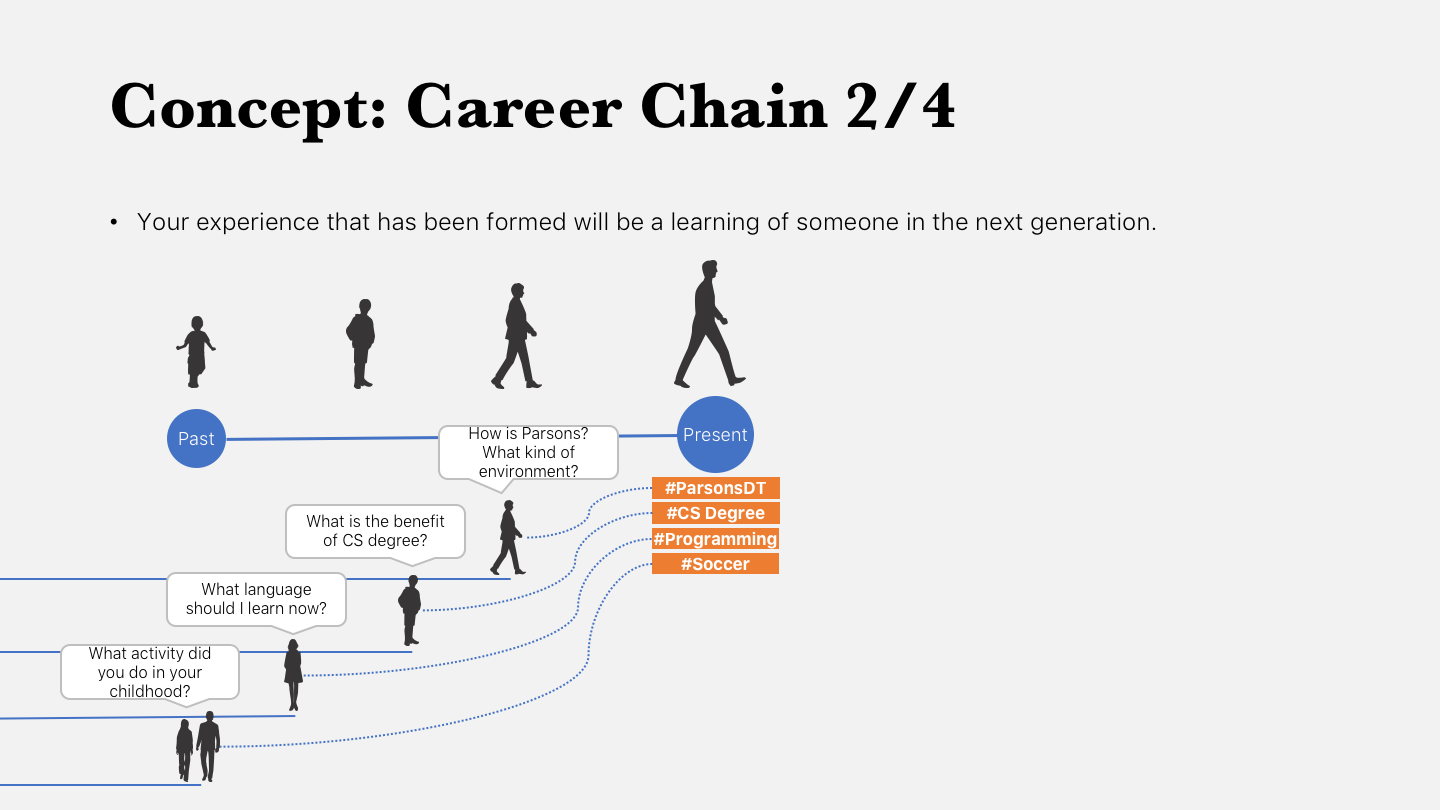 Concept: Career Chain 2/4
• Your experience that has been formed will be a learning of someone in the next generation.
Past
Present
How is Parsons?
What kind of
environment?
#ParsonsDT
#CS Degree
#Programming
#Soccer
What is the benefit
of CS degree?
What language
should I learn now?
What activity did
you do in your
childhood?